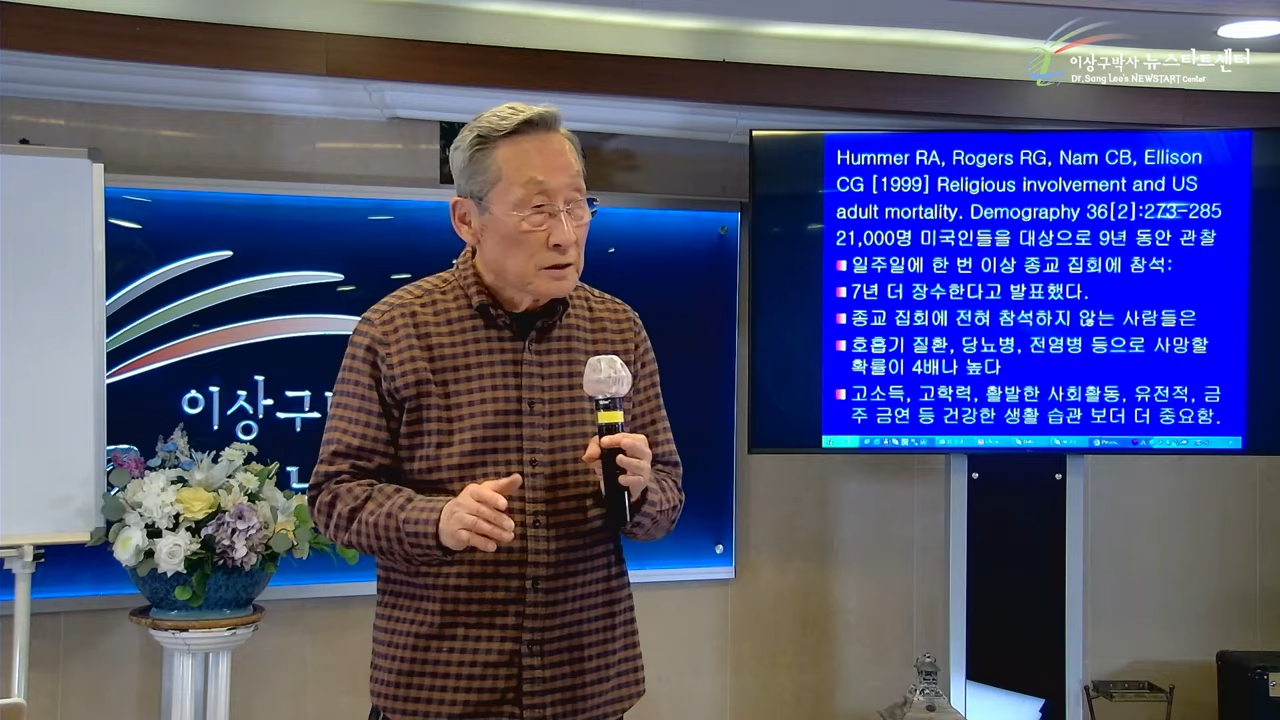 이상구박사 뉴스타트센터
Dr. Sang Lee's NEWSTART Center
Hummer RA, Rogers RG, Nam CB, Ellison
CG [1999] Religious involvement and US
adult mortality. Demography 36[2]:273-285
21,000명 미국인들을 대상으로 9년 동안 관찰
일주일에 한 번 이상 종교 집회에 참석:
7년 더 장수한다고 발표했다.
종교 집회에 전혀 참석하지 않는 사람들은
호흡기 질환, 당뇨병, 전염병 등으로 사망할
확률이 4배나 높다
고소득, 고학력, 활발한 사회활동, 유전적, 금
주 금연 등 건강한 생활 습관 보더 더 중요함.
이상구